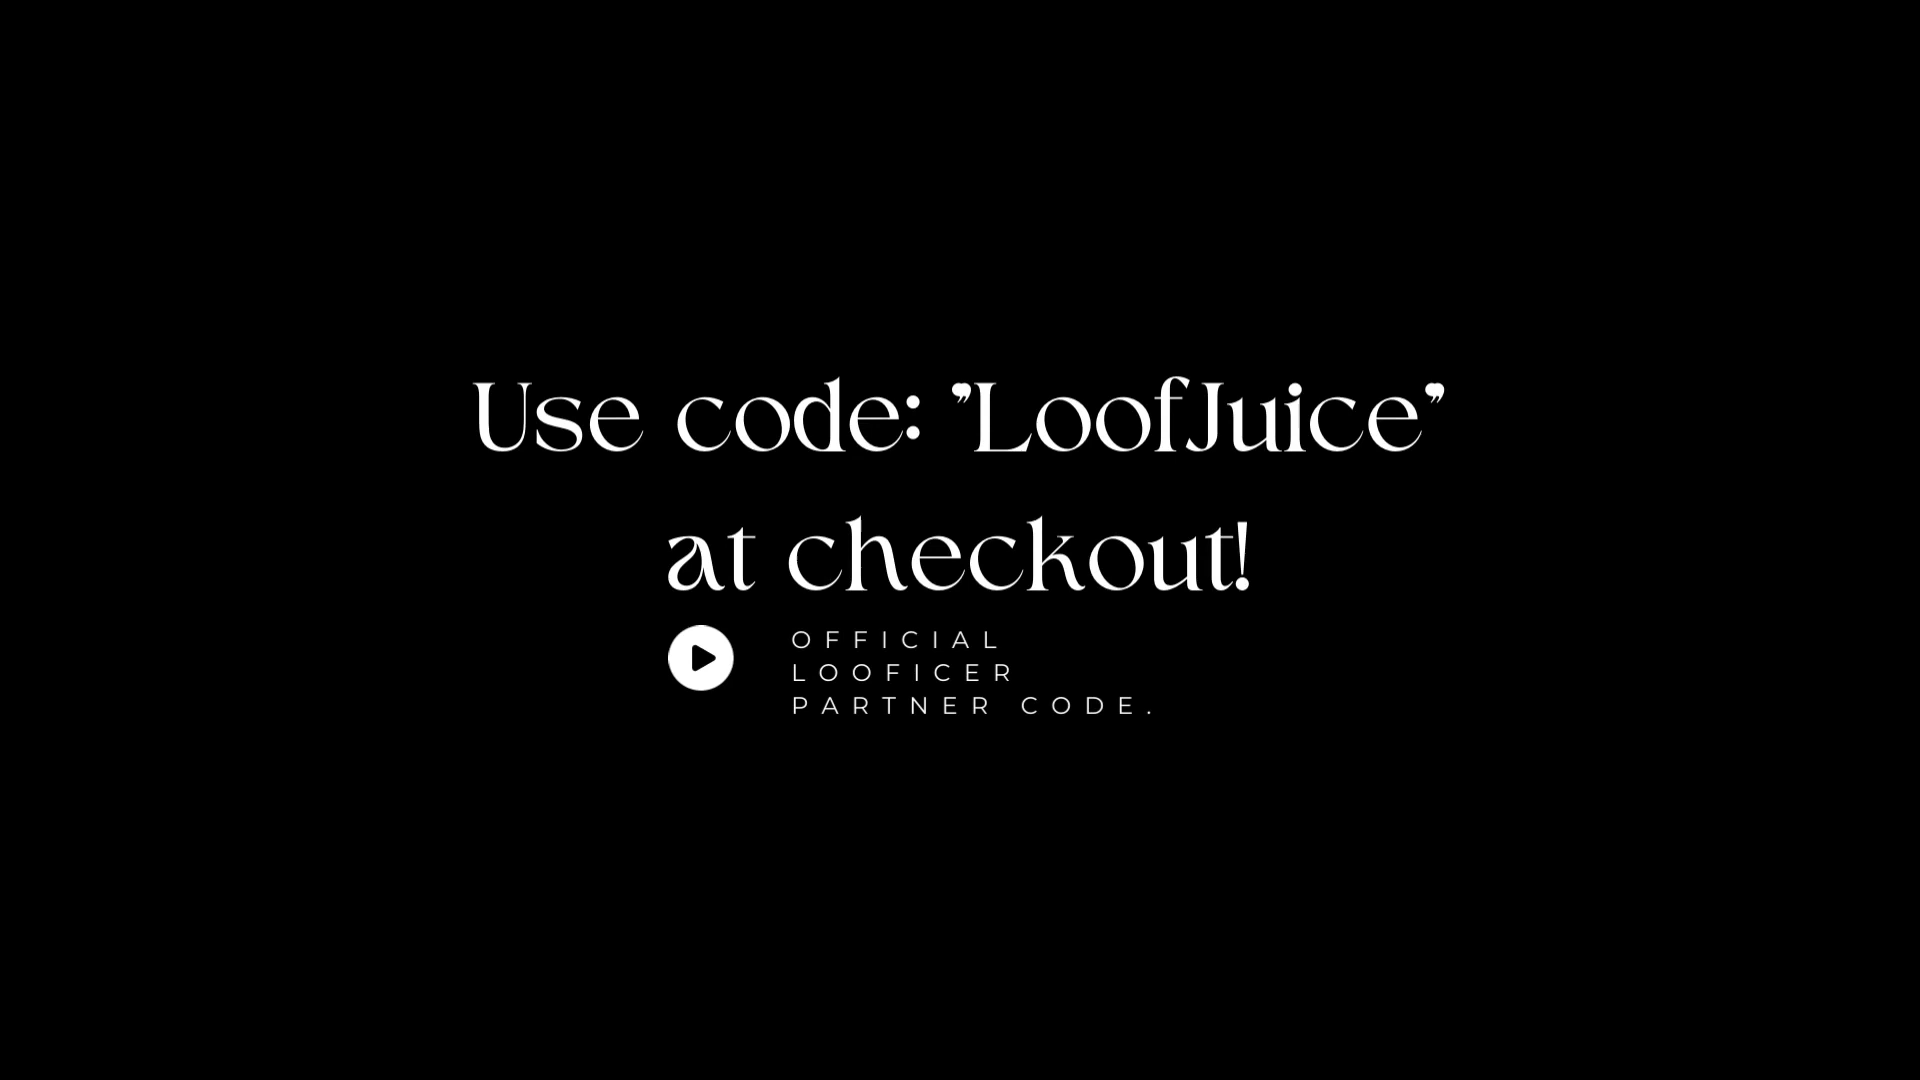 Use code: "LoofJuice"
at checkout!
OFFICIAL
LOOFICER
PARTNER CODE.